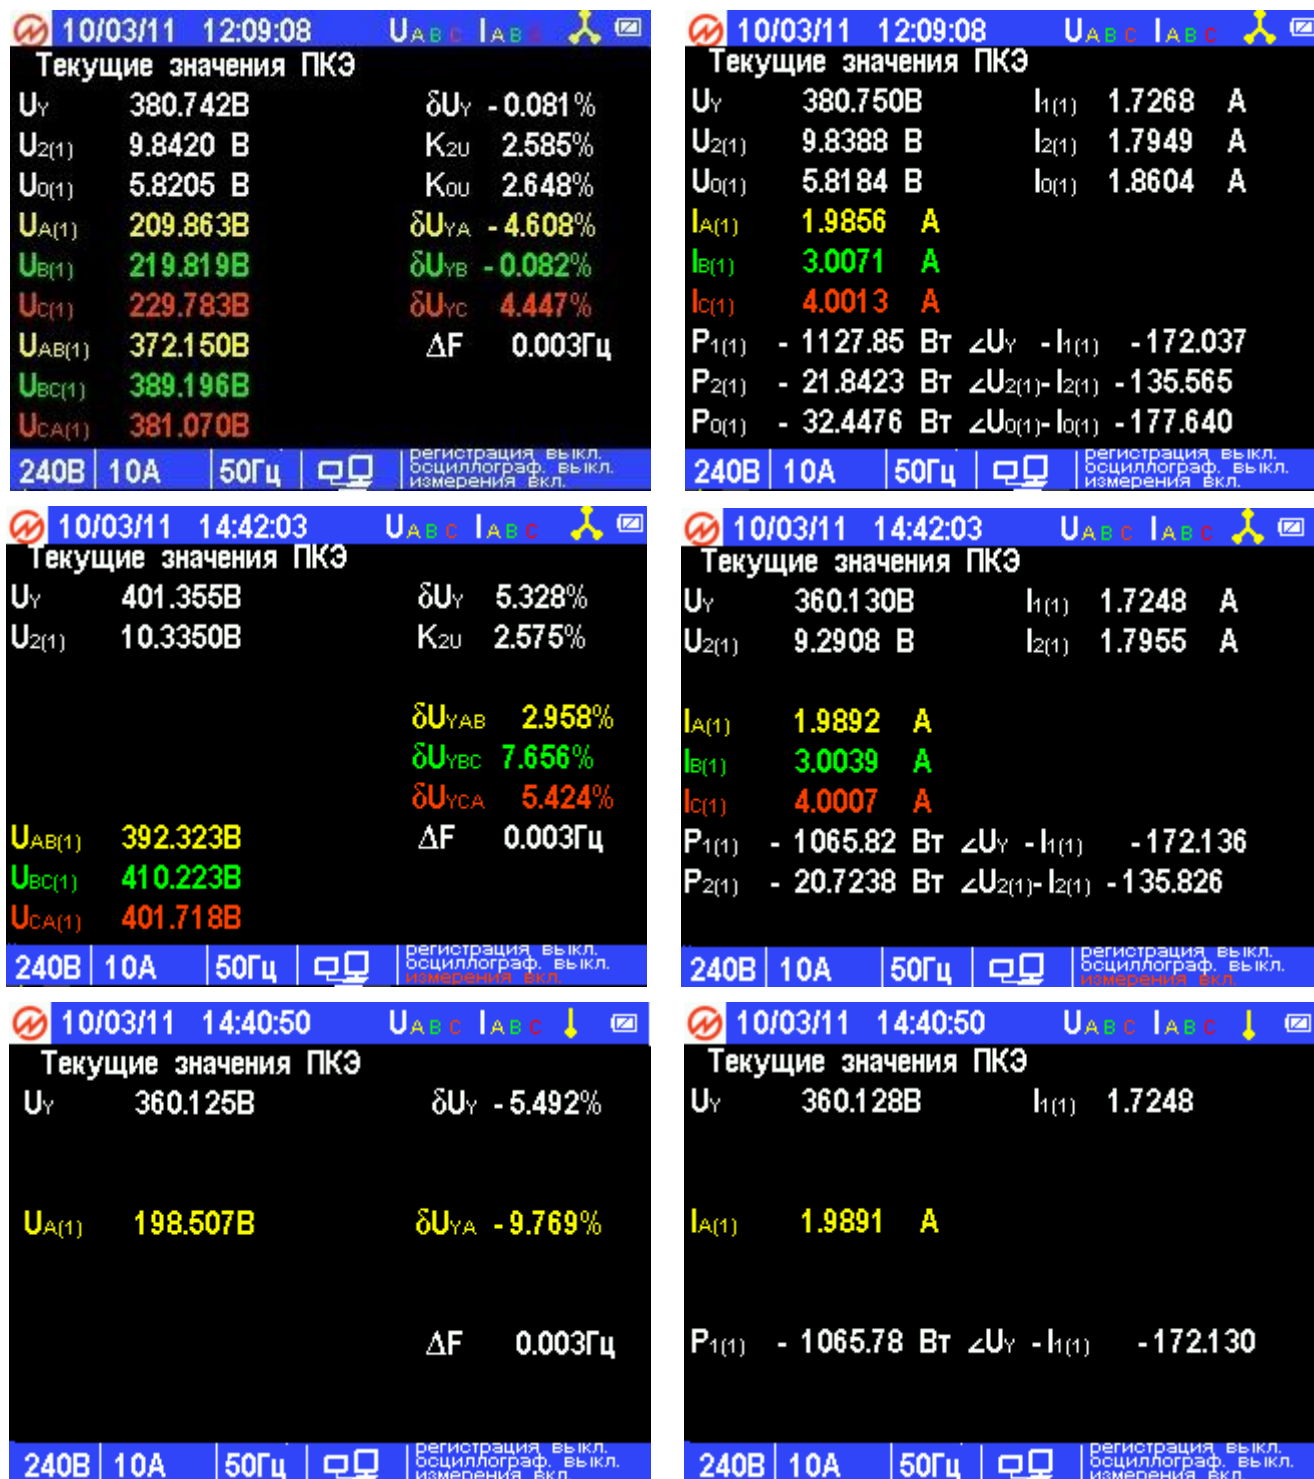 10/03/11 12:09:08 UABC IABC
Текущие значения ПКЭ
UY 380.742В δUY - 0.081%
U2(1) 9.8420 В K2U 2.585%
U0(1) 5.8205 В K0U 2.648%
UA(1) 209.863В δUYA - 4.608%
UB(1) 219.819В δUYB - 0.082%
UC(1) 229.783В δUYC 4.447%
UAB(1) 372.150В ΔF 0.003Гц
UBC(1) 389.196В
UCA(1) 381.070В
240В 10А 50Гц регистрация выкл.
осциллограф. выкл.
измерения вкл.
10/03/11 12:09:08 UABC IABC
Текущие значения ПКЭ
UY 380.750В I1(1) 1.7268 А
U2(1) 9.8388 В I2(1) 1.7949 А
U0(1) 5.8184 В I0(1) 1.8604 А
IA(1) 1.9856 А
IB(1) 3.0071 А
IC(1) 4.0013 А
P1(1) - 1127.85 Вт ∠UY - I1(1) -172.037
P2(1) - 21.8423 Вт ∠U2(1)- I2(1) -135.565
P0(1) - 32.4476 Вт ∠U0(1)- I0(1) -177.640
240В 10А 50Гц регистрация выкл.
осциллограф. выкл.
измерения вкл.
10/03/11 14:42:03 UABC IABC
Текущие значения ПКЭ
UY 401.355В δUY 5.328%
U2(1) 10.3350В K2U 2.575%
δUYAB 2.958%
δUYBC 7.656%
δUYCA 5.424%
UAB(1) 392.323В ΔF 0.003Гц
UBC(1) 410.223В
UCA(1) 401.718В
240В 10А 50Гц регистрация выкл.
осциллограф. выкл.
измерения вкл.
10/03/11 14:42:03 UABC IABC
Текущие значения ПКЭ
UY 360.130В I1(1) 1.7248 А
U2(1) 9.2908 В I2(1) 1.7955 А
IA(1) 1.9892 А
IB(1) 3.0039 А
IC(1) 4.0007 А
P1(1) - 1065.82 Вт ∠UY - I1(1) -172.136
P2(1) - 20.7238 Вт ∠U2(1)- I2(1) -135.826
240В 10А 50Гц регистрация выкл.
осциллограф. выкл.
измерения вкл.
10/03/11 14:40:50 UABC IABC
Текущие значения ПКЭ
UY 360.125В δUY - 5.492%
UA(1) 198.507В δUYA - 9.769%
ΔF 0.003Гц
240В 10А 50Гц регистрация выкл.
осциллограф. выкл.
измерения вкл.
10/03/11 14:40:50 UABC IABC
Текущие значения ПКЭ
UY 360.128В I1(1) 1.7248
IA(1) 1.9891 А
P1(1) - 1065.78 Вт ∠UY - I1(1) -172.130
240В 10А 50Гц регистрация выкл.
осциллограф. выкл.
измерения вкл.